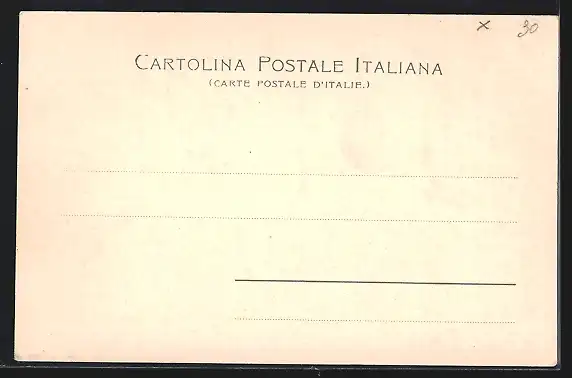 x 30
CARTOLINA POSTALE ITALIANA
(CARTE POSTALE D'ITALIE.)